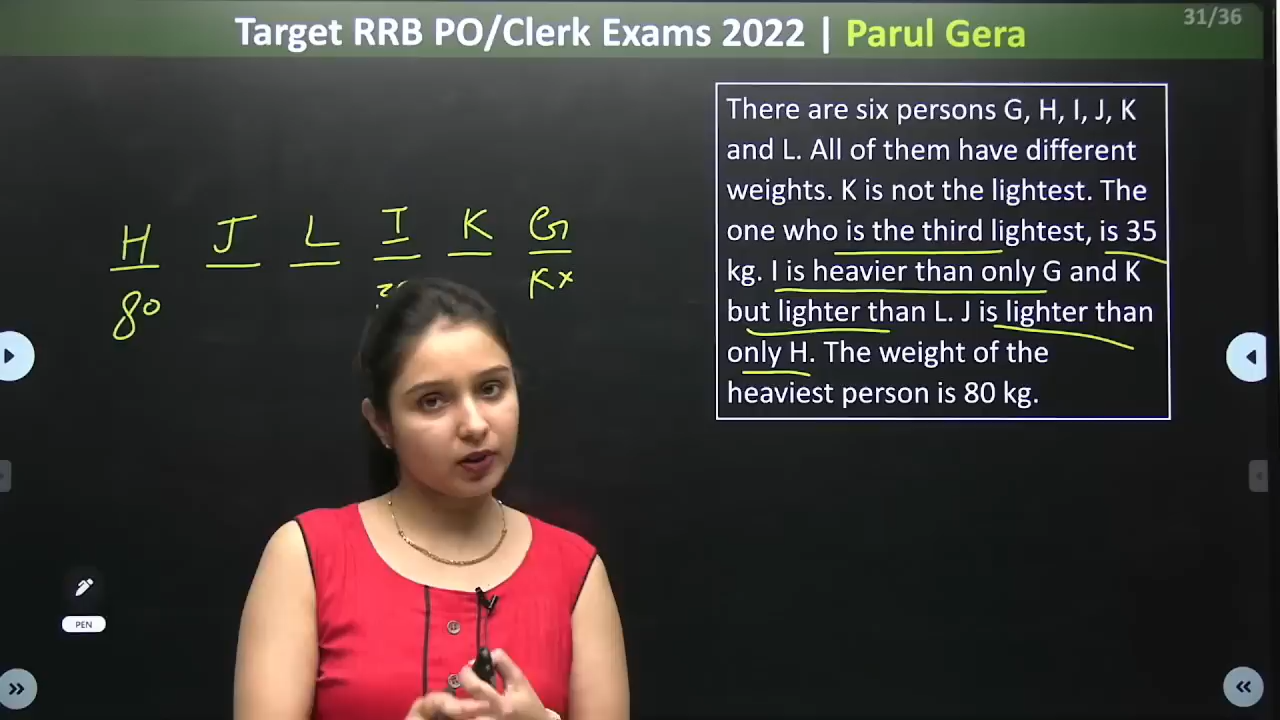 31/36
Target RRB PO/Clerk Exams 2022 | Parul Gera
There are six persons G, H, I, J, K
and L. All of them have different
weights. K is not the lightest. The
one who is the third lightest, is 35
kg. I is heavier than only G and K
but lighter than L. J is lighter than
only H. The weight of the
heaviest person is 80 kg.
H J L I K G
80 K×
PEN